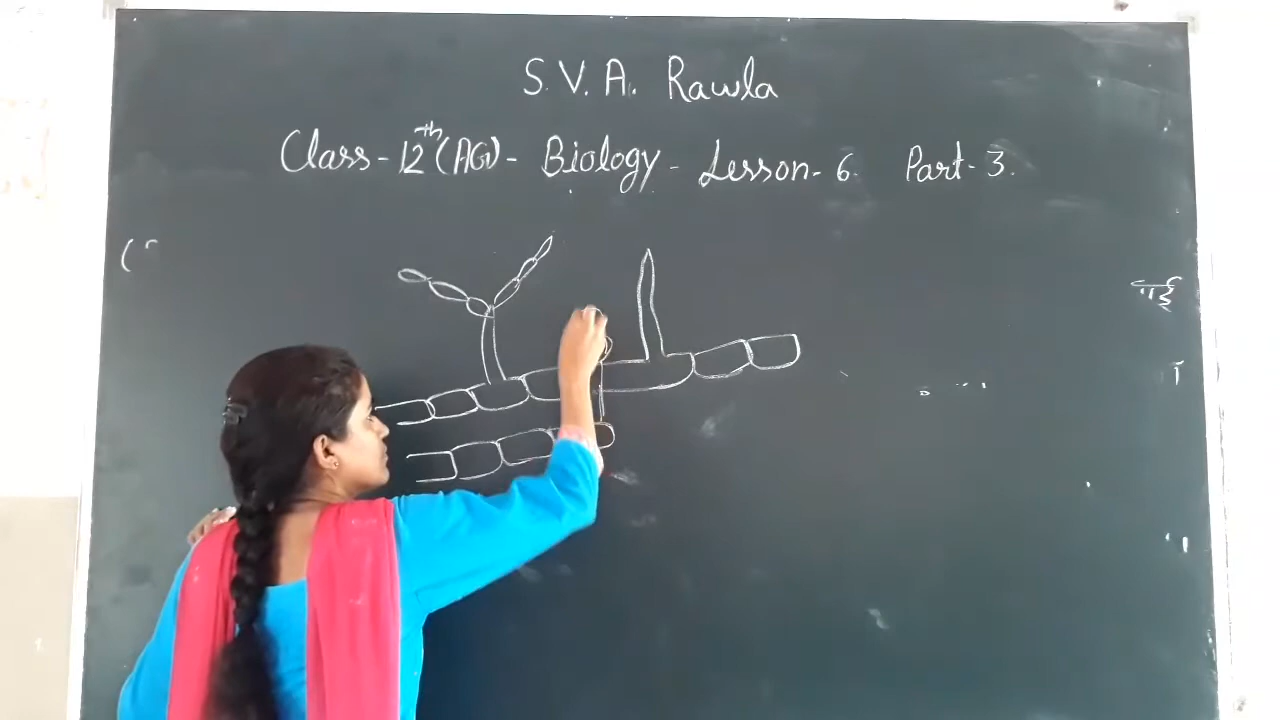 S.V.A. Rawla
Class-12th (AG)- Biology - Lesson-6. Part-3.